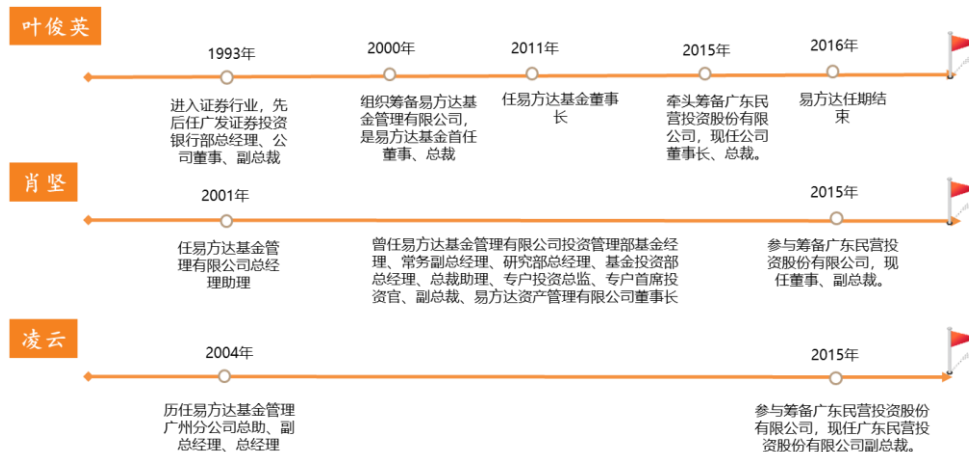 叶俊英
1993年
2000年
2011年
2015年
2016年
进入证券行业，先
后任广发证券投资
银行部总经理、公
司董事、副总裁
组织筹备易方达基
金管理有限公司，
是易方达基金首任
董事、总裁
任易方达基金董事
长
牵头筹备广东民
营投资股份有限
公司，现任公司
董事长、总裁。
易方达任期结
束
肖坚
2001年
2015年
任易方达基金管
理有限公司总经
理助理
曾任易方达基金管理有限公司投资管理部基金经
理、常务副总经理、研究部总经理、基金投资部
总经理、总裁助理、专户投资总监、专户首席投
资官、副总裁、易方达资产管理有限公司董事长
参与筹备广东民营投
资股份有限公司，现
任董事、副总裁。
凌云
2004年
2015年
历任易方达基金管理
广州分公司总助、副
总经理、总经理
参与筹备广东民营投资股份
有限公司，现任广东民营投
资股份有限公司副总裁。